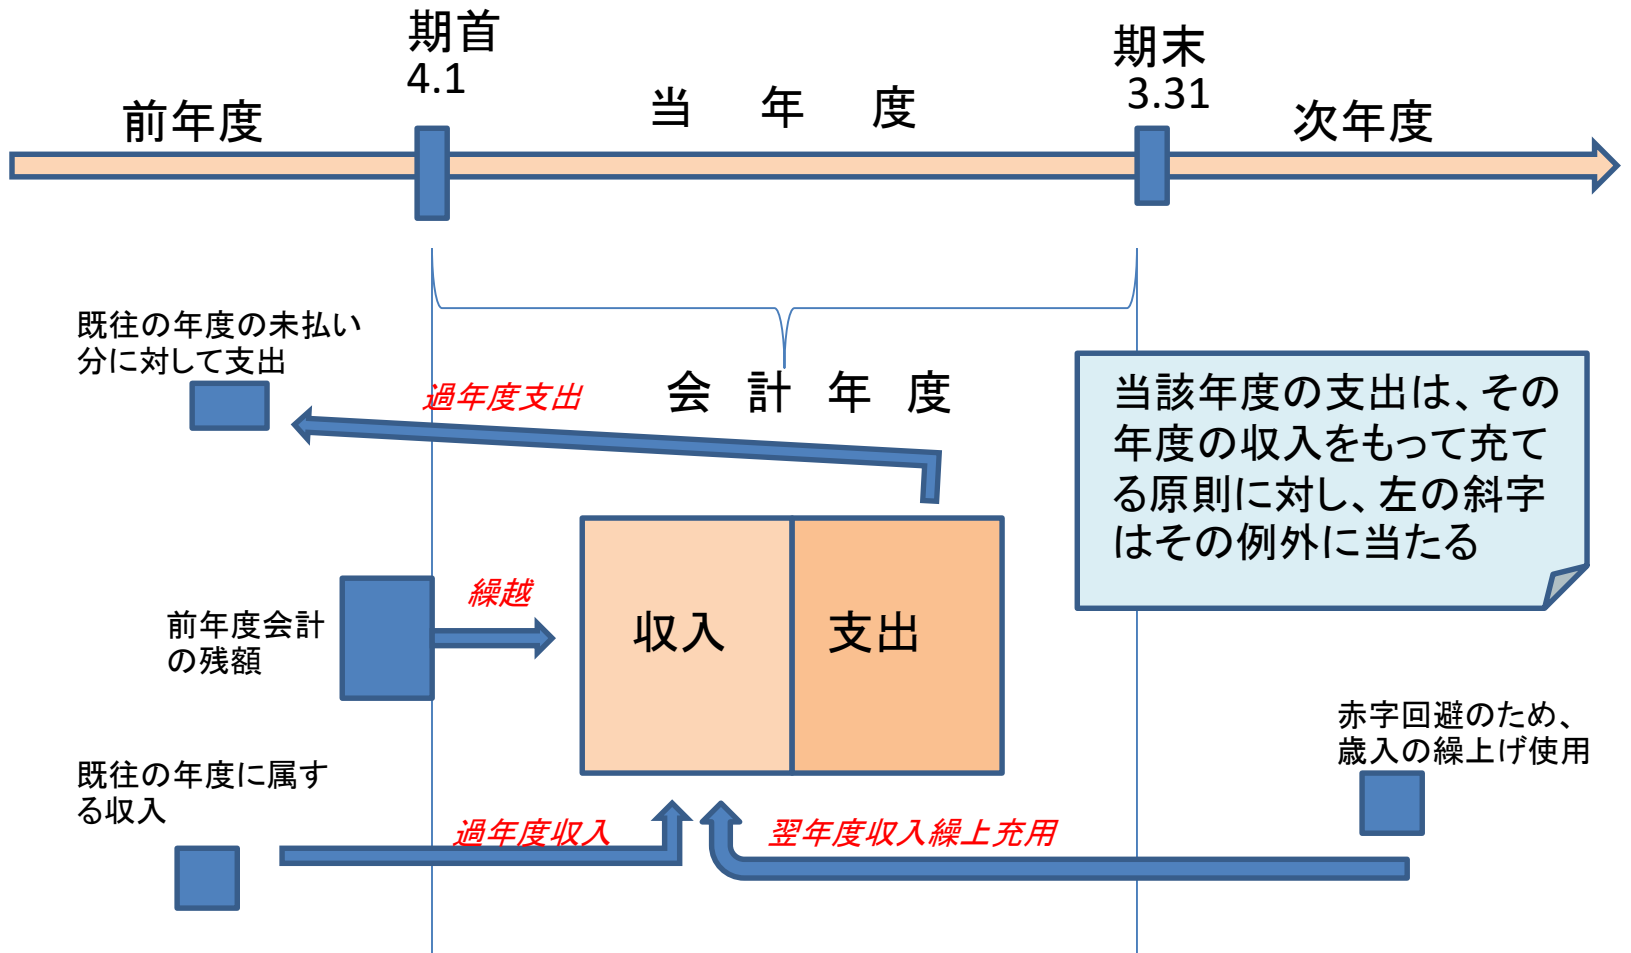 期首
4.1
期末
3.31
前年度
当 年 度
次年度
既往の年度の未払い
分に対して支出
過年度支出
会 計 年 度
当該年度の支出は、その
年度の収入をもって充て
る原則に対し、左の斜字
はその例外に当たる
繰越
前年度会計
の残額
収入
支出
赤字回避のため、
歳入の繰上げ使用
既往の年度に属す
る収入
過年度収入
翌年度収入繰上充用